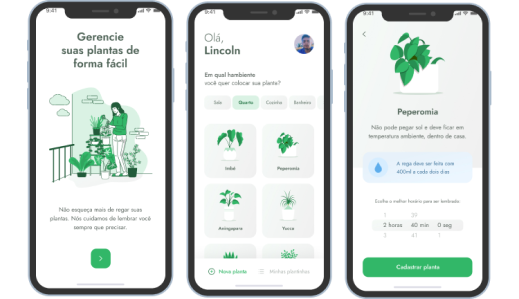 9:41
Gerencie
suas plantas de
forma fácil
Não esqueça mais de regar suas
plantas. Nós cuidamos de lembrar você
sempre que precisar.
9:41
Olá,
Lincoln
Em qual hambiente
você quer colocar sua planta?
Sala Quarto Cozinha Banheiro
Imbé Peperomia
Aningapara Yucca
Nova planta Minhas plantinhas
9:41
Peperomia
Não pode pegar sol e deve ficar em
temperatura ambiente, dentro de casa.
A rega deve ser feita com
400ml a cada dois dias
Escolha o melhor horário para ser lembrado:
1 39
2 horas 40 min 0 seg
3 41 1
Cadastrar planta